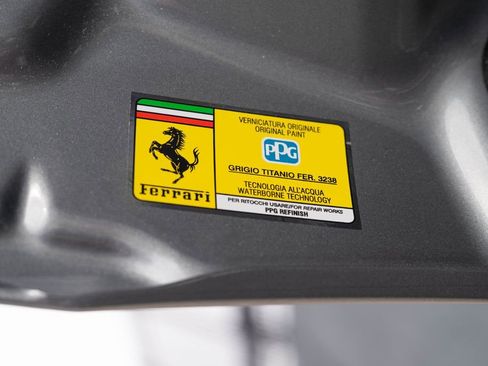 Ferrari
VERNICIATURA ORIGINALE
ORIGINAL PAINT
PPG
GRIGIO TITANIO FER. 3238
TECNOLOGIA ALL'ACQUA
WATERBORNE TECHNOLOGY
PER RITOCCHI USARE/FOR REPAIR WORKS
PPG REFINISH